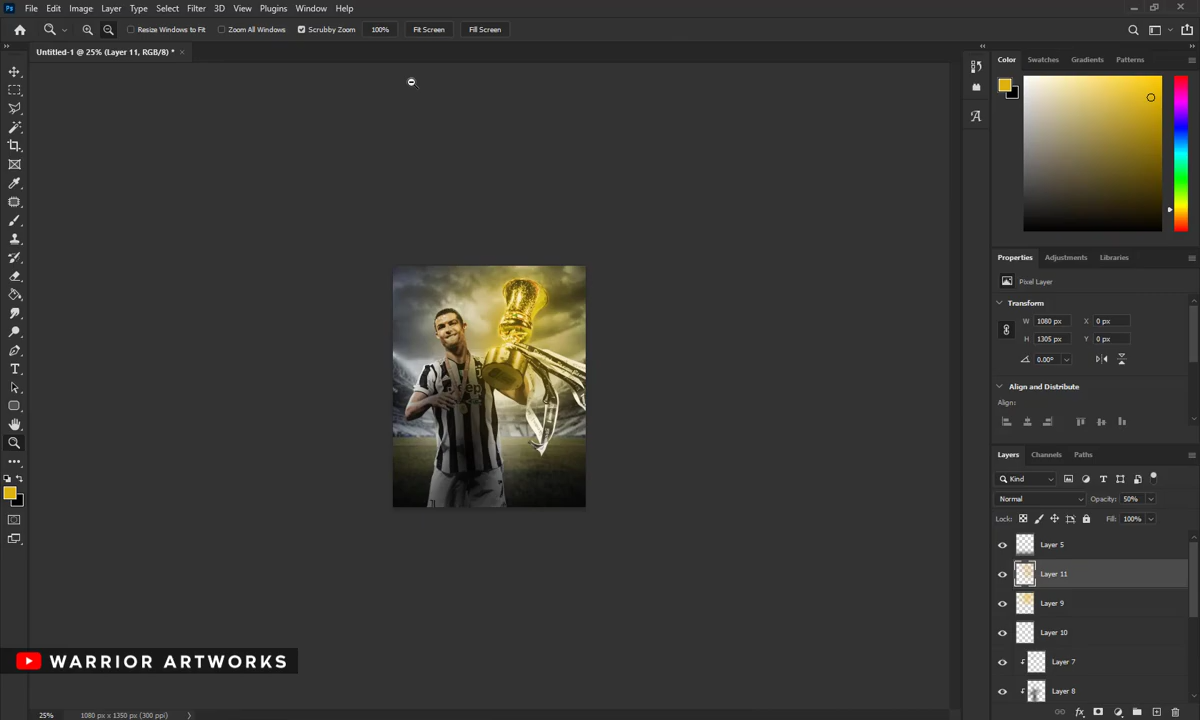 Ps File Edit Image Layer Type Select Filter 3D View Plugins Window Help
Resize Windows to Fit Zoom All Windows Scrubby Zoom 100% Fit Screen Fill Screen
Untitled-1 @ 25% (Layer 11, RGB/8) * ×
Color Swatches Gradients Patterns
Properties Adjustments Libraries
Pixel Layer
Transform
W 1080 px X 0 px
H 1305 px Y 0 px
0.00°
Align and Distribute
Align:
Layers Channels Paths
Kind
Normal Opacity: 50%
Lock: Fill: 100%
Layer 5
Layer 11
Layer 9
Layer 10
Layer 7
Layer 8
WARRIOR ARTWORKS
25% 1080 px x 1350 px (300 ppi)